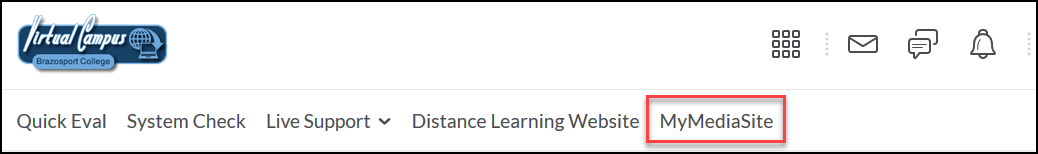 Virtual Campus
Brazosport College
Quick Eval System Check Live Support Distance Learning Website MyMediaSite